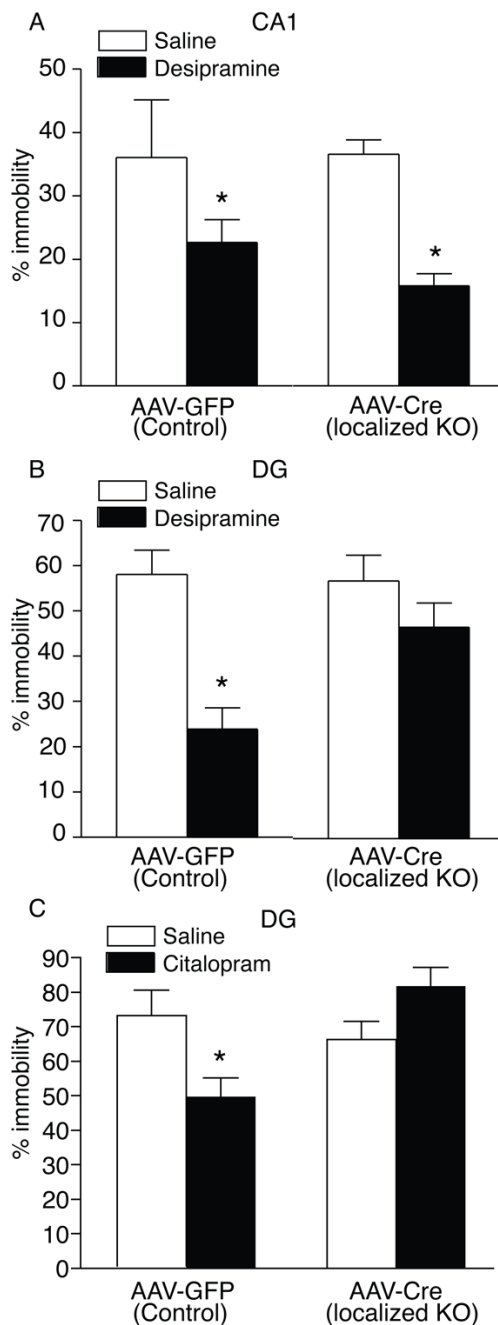 A CA1
Saline
Desipramine
50
40
30
20
10
0
% immobility
*
*
AAV-GFP
(Control)
AAV-Cre
(localized KO)
B DG
Saline
Desipramine
70
60
50
40
30
20
10
0
% immobility
*
AAV-GFP
(Control)
AAV-Cre
(localized KO)
C DG
Saline
Citalopram
90
80
70
60
50
40
30
20
10
0
% immobility
*
AAV-GFP
(Control)
AAV-Cre
(localized KO)